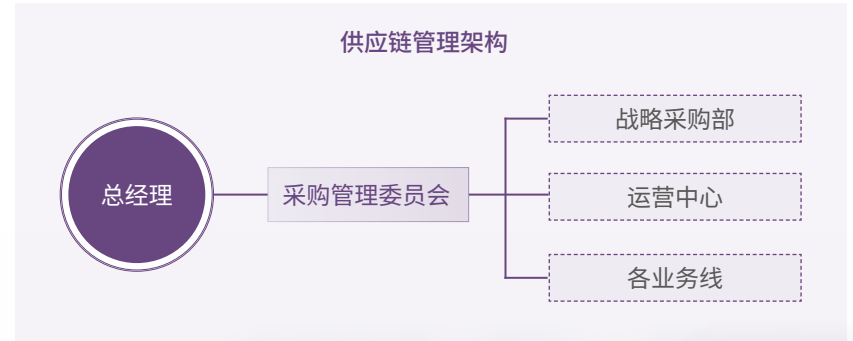 供应链管理架构
总经理
采购管理委员会
战略采购部
运营中心
各业务线